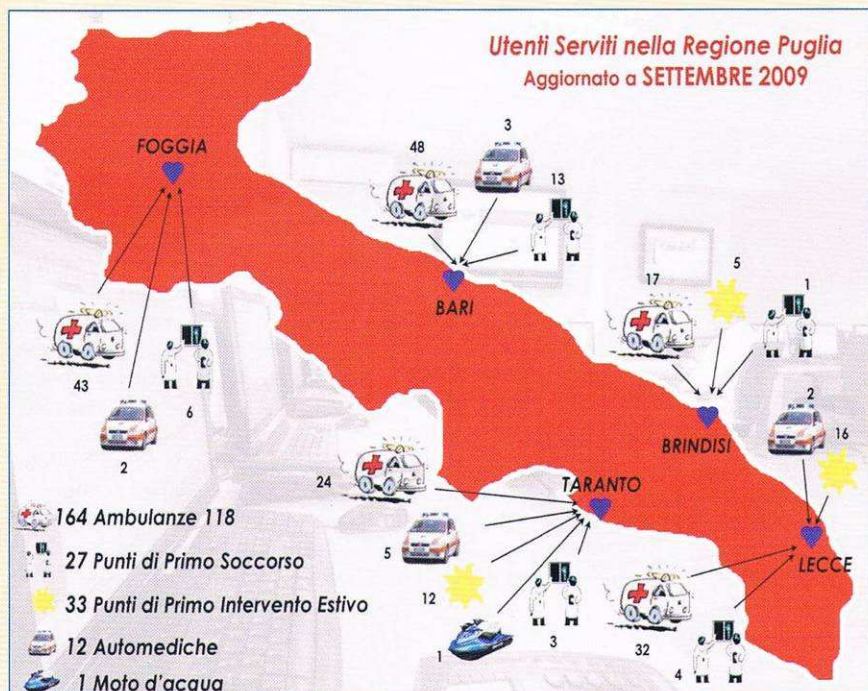 Utenti Serviti nella Regione Puglia
Aggiornato a SETTEMBRE 2009
FOGGIA
48
3
13
BARI
17
5
1
43
2
6
BRINDISI
2
16
24
TARANTO
5
LECCE
12
1
3
32
4
164 Ambulanze 118
27 Punti di Primo Soccorso
33 Punti di Primo Intervento Estivo
12 Automediche
1 Moto d'acqua